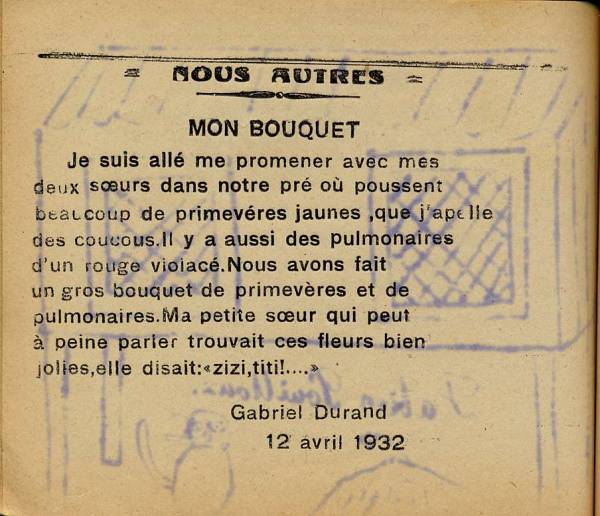 = NOUS AUTRES =
MON BOUQUET
Je suis allé me promener avec mes
deux sœurs dans notre pré où poussent
beaucoup de primevéres jaunes ,que j'apelle
des coucous.Il y a aussi des pulmonaires
d'un rouge violacé.Nous avons fait
un gros bouquet de primevères et de
pulmonaires.Ma petite sœur qui peut
à peine parler trouvait ces fleurs bien
jolies,elle disait:«zizi,titi!....»
Gabriel Durand
12 avril 1932